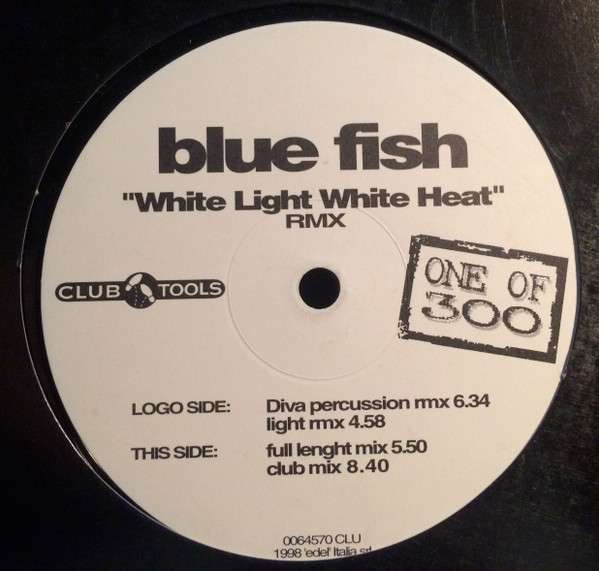 blue fish
"White Light White Heat"
RMX
CLUB TOOLS
ONE OF
300
LOGO SIDE: Diva percussion rmx 6.34
light rmx 4.58
THIS SIDE: full lenght mix 5.50
club mix 8.40
0064570 CLU
1998 'edel' Italia srl